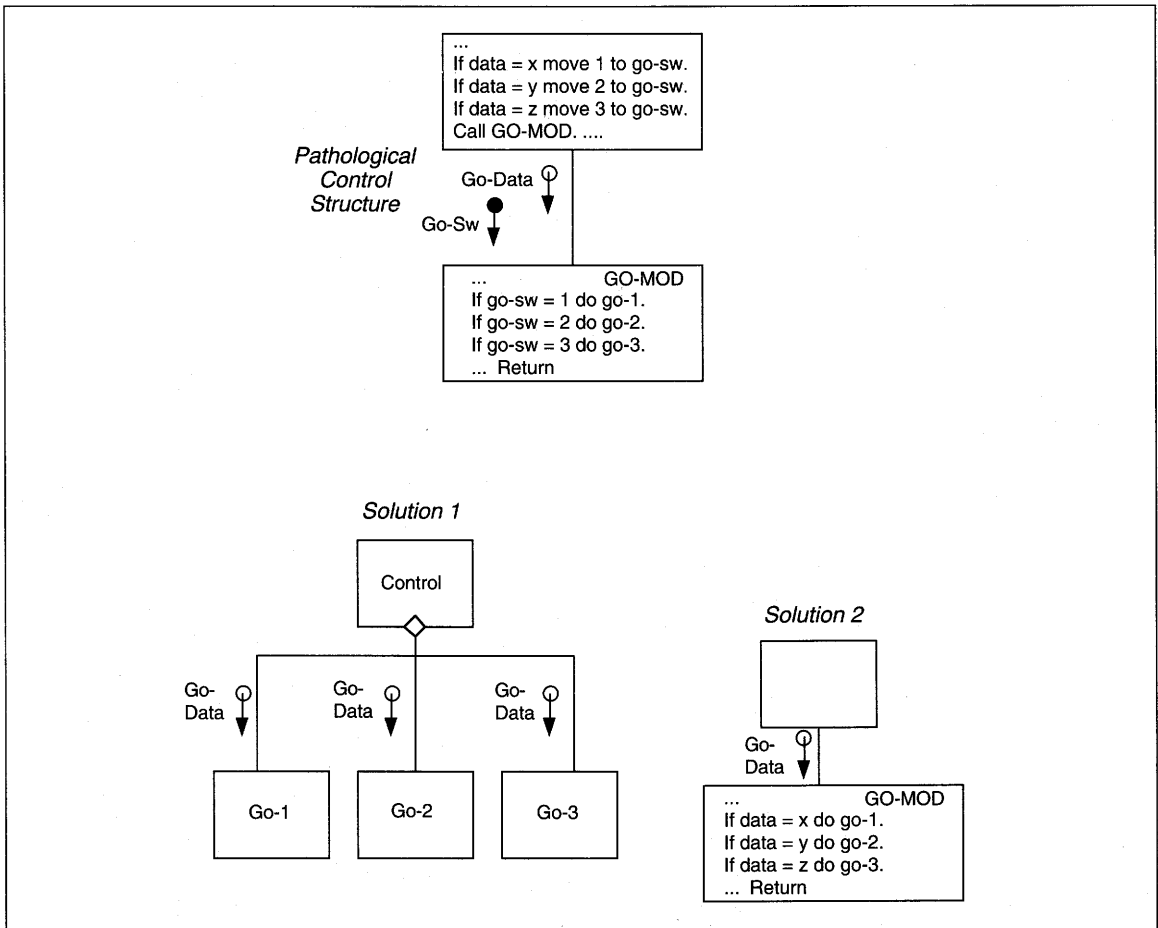 ...
If data = x move 1 to go-sw.
If data = y move 2 to go-sw.
If data = z move 3 to go-sw.
Call GO-MOD. ....
Pathological
Control
Structure
Go-Data
Go-Sw
... GO-MOD
If go-sw = 1 do go-1.
If go-sw = 2 do go-2.
If go-sw = 3 do go-3.
... Return
Solution 1
Control
Go-
Data
Go-
Data
Go-
Data
Go-1
Go-2
Go-3
Solution 2
Go-
Data
... GO-MOD
If data = x do go-1.
If data = y do go-2.
If data = z do go-3.
... Return